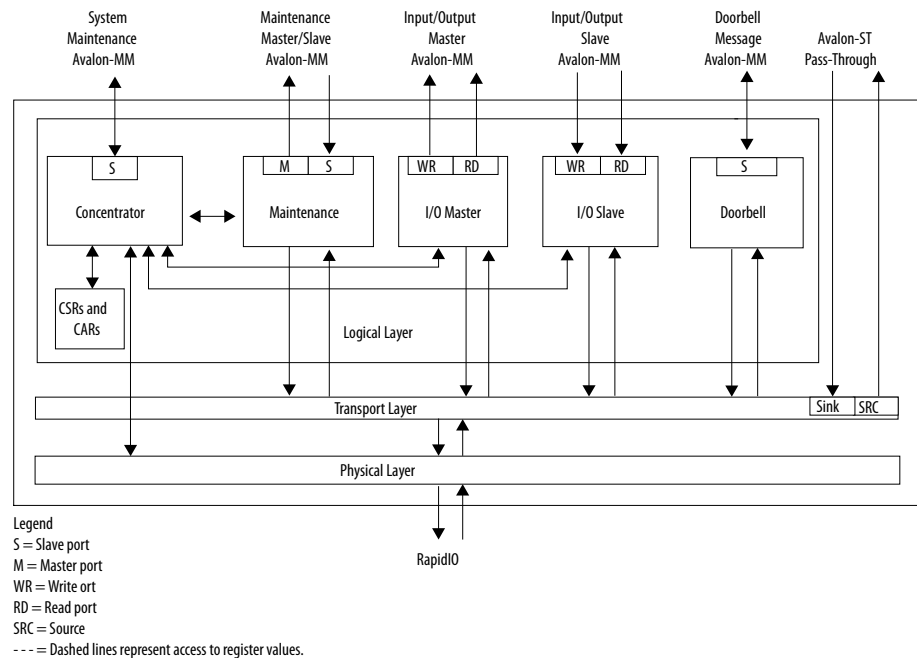 System
Maintenance
Avalon-MM
Maintenance
Master/Slave
Avalon-MM
Input/Output
Master
Avalon-MM
Input/Output
Slave
Avalon-MM
Doorbell
Message
Avalon-MM
Avalon-ST
Pass-Through
S
Concentrator
M
S
Maintenance
WR
RD
I/O Master
WR
RD
I/O Slave
S
Doorbell
CSRs and
CARs
Logical Layer
Transport Layer
Sink
SRC
Physical Layer
RapidIO
Legend
S = Slave port
M = Master port
WR = Write ort
RD = Read port
SRC = Source
- - - = Dashed lines represent access to register values.